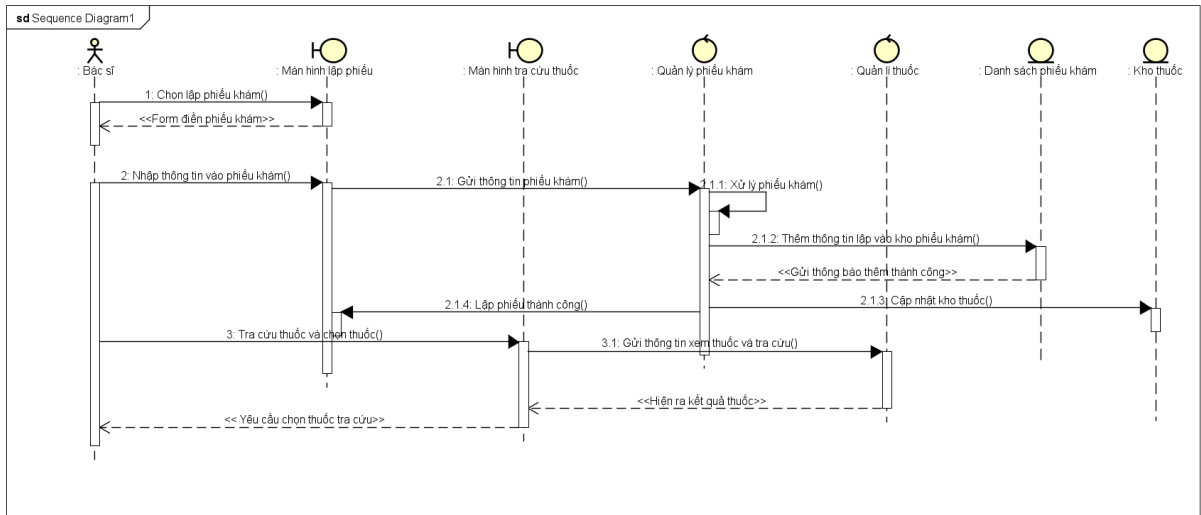 sd Sequence Diagram1
: Bác sĩ
: Màn hình lập phiếu
: Màn hình tra cứu thuốc
: Quản lý phiếu khám
: Quản lí thuốc
: Danh sách phiếu khám
: Kho thuốc
1: Chọn lập phiếu khám()
<<Form điền phiếu khám>>
2: Nhập thông tin vào phiếu khám()
2.1: Gửi thông tin phiếu khám()
2.1.1: Xử lý phiếu khám()
2.1.2: Thêm thông tin lập vào kho phiếu khám()
<<Gửi thông báo thêm thành công>>
2.1.4: Lập phiếu thành công()
2.1.3: Cập nhật kho thuốc()
3: Tra cứu thuốc và chọn thuốc()
3.1: Gửi thông tin xem thuốc và tra cứu()
<<Hiện ra kết quả thuốc>>
<< Yêu cầu chọn thuốc tra cứu>>